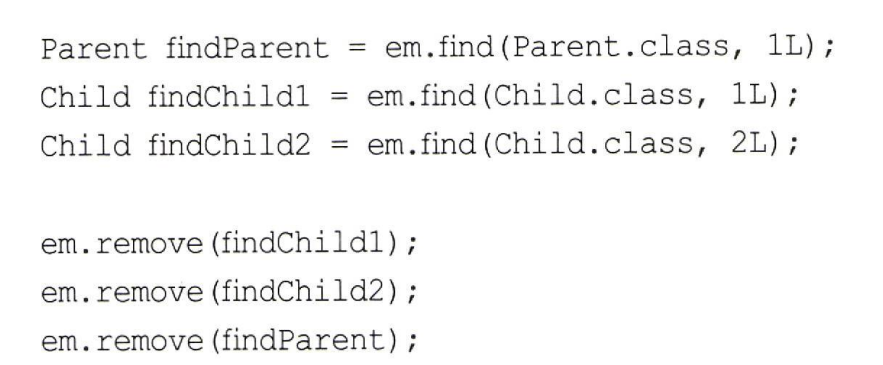 Parent findParent = em.find(Parent.class, 1L);
Child findChild1 = em.find(Child.class, 1L);
Child findChild2 = em.find(Child.class, 2L);
em.remove(findChild1);
em.remove(findChild2);
em.remove(findParent);